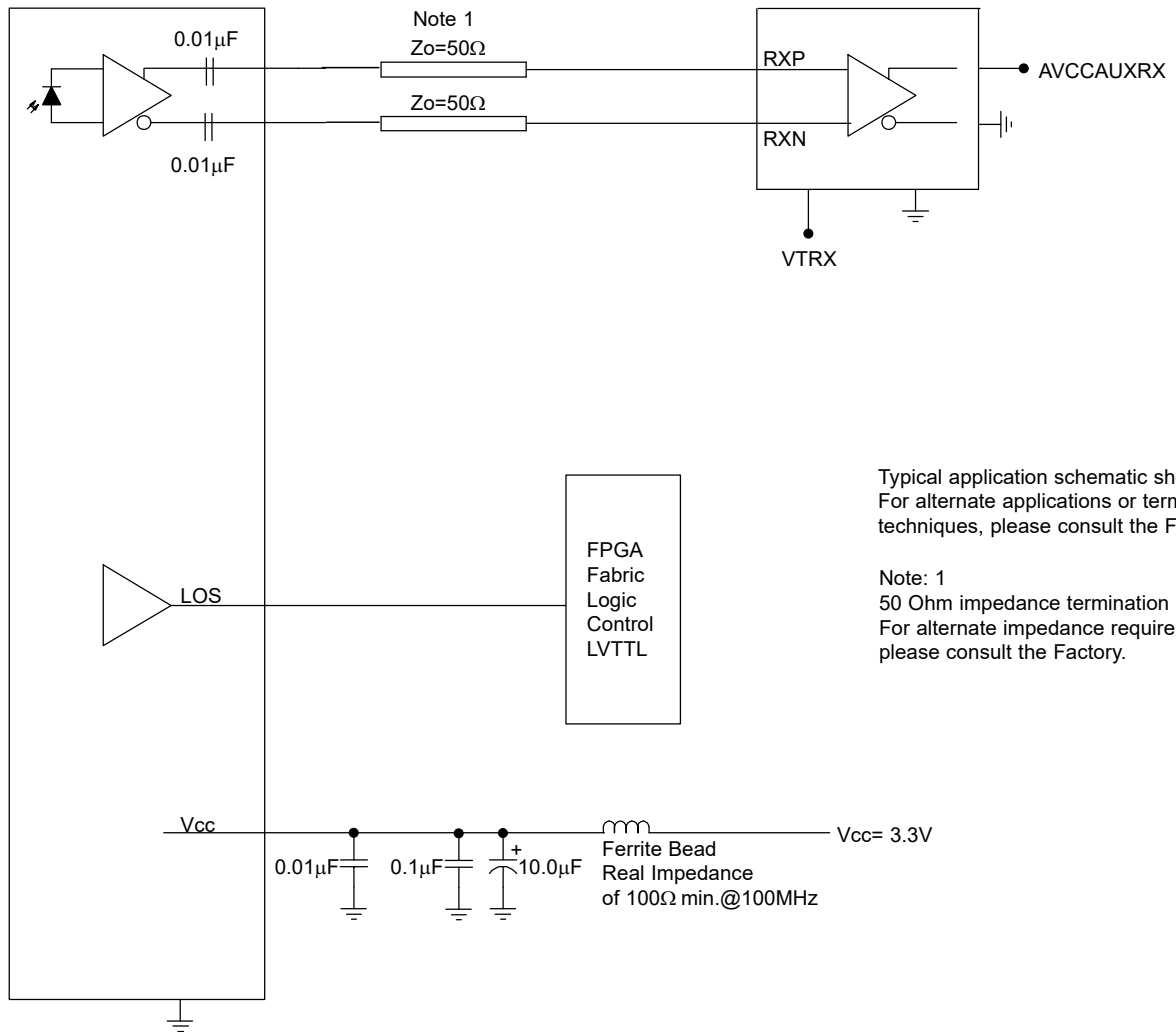 Note 1
0.01µF
Zo=50Ω
RXP
AVCCAUXRX
Zo=50Ω
RXN
0.01µF
VTRX
Typical application schematic
For alternate applications or
techniques, please consult the
FPGA
Fabric
Logic
Control
LVTTL
Note: 1
50 Ohm impedance termination
For alternate impedance
please consult the Factory.
LOS
Vcc
Vcc= 3.3V
0.01µF
0.1µF
+
10.0µF
Ferrite Bead
Real Impedance
of 100Ω min.@100MHz